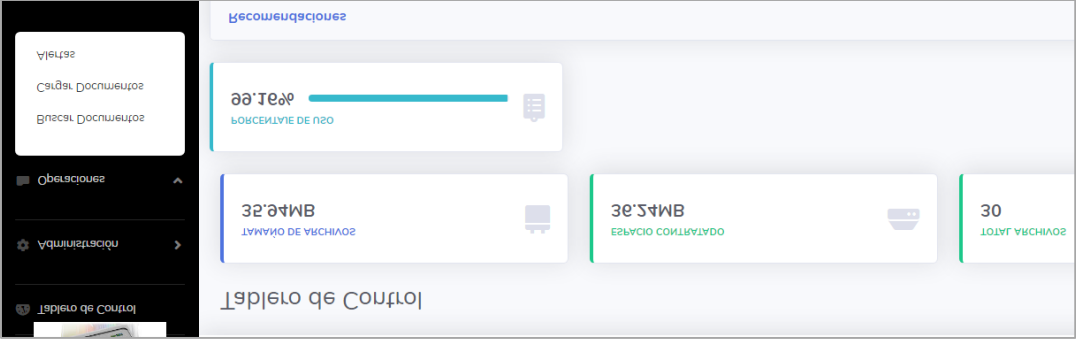 Tablero de Control
Administración
Operaciones
Buscar Documentos
Cargar Documentos
Alertas
Tablero de Control
TAMAÑO DE ARCHIVOS
35.94MB
ESPACIO CONTRATADO
36.24MB
TOTAL ARCHIVOS
30
PORCENTAJE DE USO
99.16%
Recomendaciones